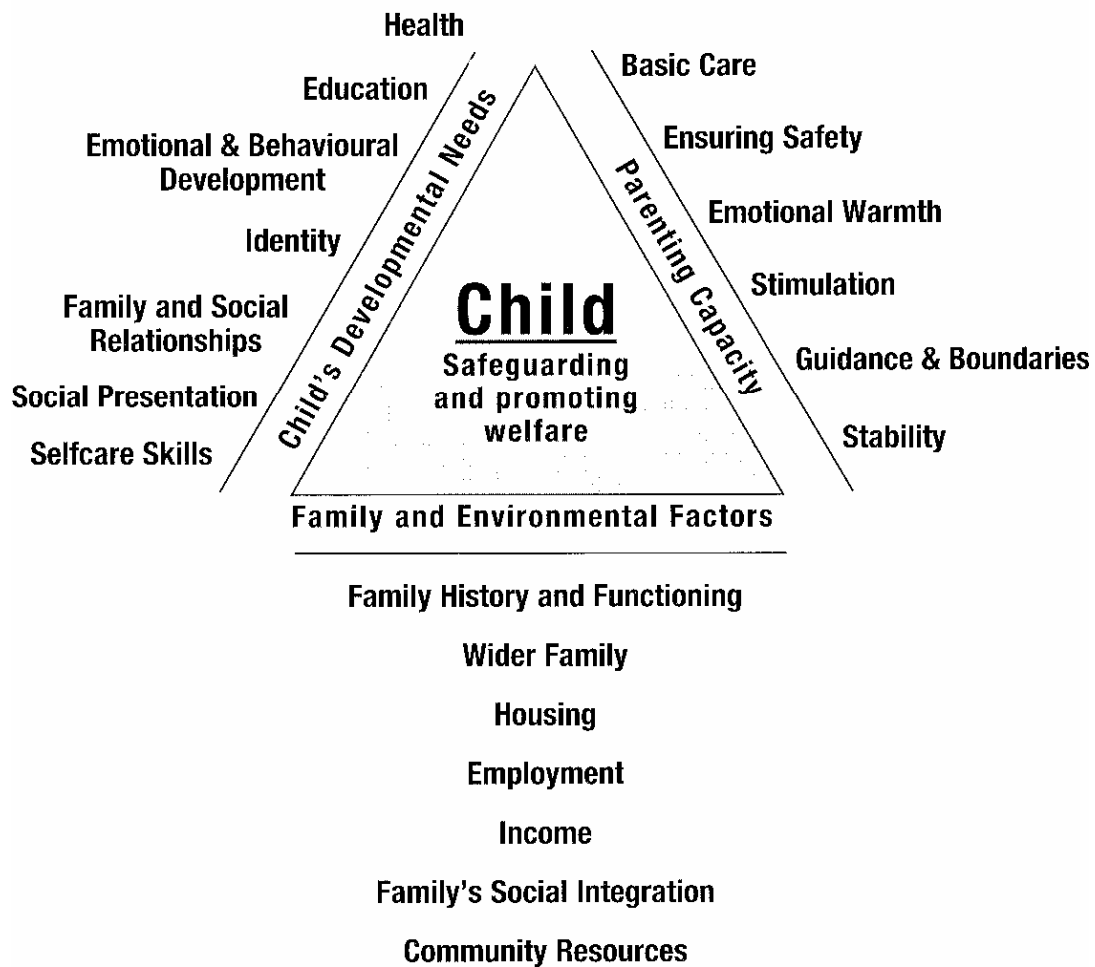 Health
Education
Emotional & Behavioural
Development
Identity
Family and Social
Relationships
Social Presentation
Selfcare Skills
Child's Developmental Needs
Child
Safeguarding
and promoting
welfare
Parenting Capacity
Basic Care
Ensuring Safety
Emotional Warmth
Stimulation
Guidance & Boundaries
Stability
Family and Environmental Factors
Family History and Functioning
Wider Family
Housing
Employment
Income
Family's Social Integration
Community Resources